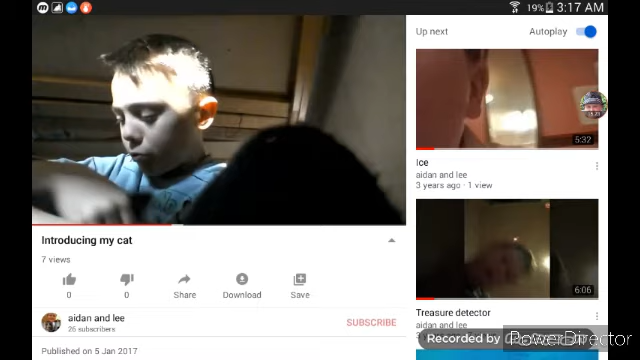 19% 3:17 AM
Up next Autoplay
5:32
Ice
aidan and lee
3 years ago · 1 view
Introducing my cat
7 views
0 0 Share Download Save
6:06
Treasure detector
aidan and lee
26 subscribers
SUBSCRIBE
aidan and lee
Recorded by
PowerDirector
Published on 5 Jan 2017